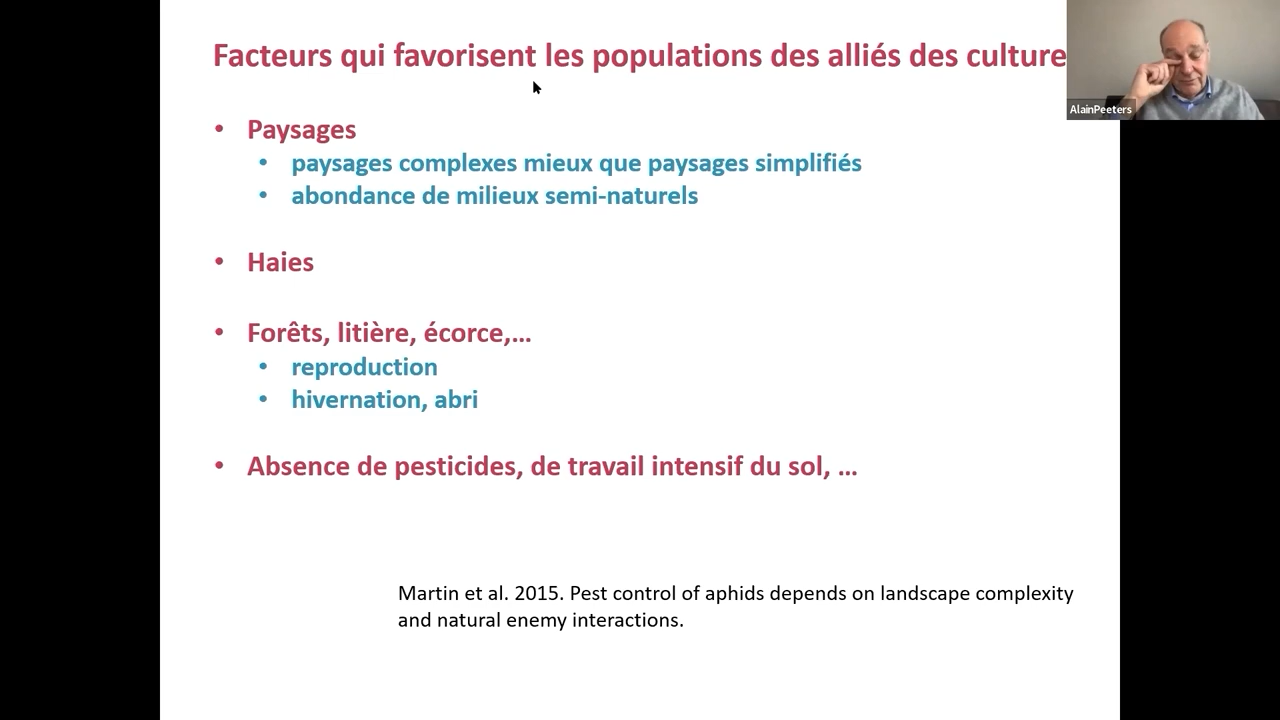 Facteurs qui favorisent les populations des alliés des culture
AlainPeeters
• Paysages
• paysages complexes mieux que paysages simplifiés
• abondance de milieux semi-naturels
• Haies
• Forêts, litière, écorce,...
• reproduction
• hivernation, abri
• Absence de pesticides, de travail intensif du sol, ...
Martin et al. 2015. Pest control of aphids depends on landscape complexity
and natural enemy interactions.